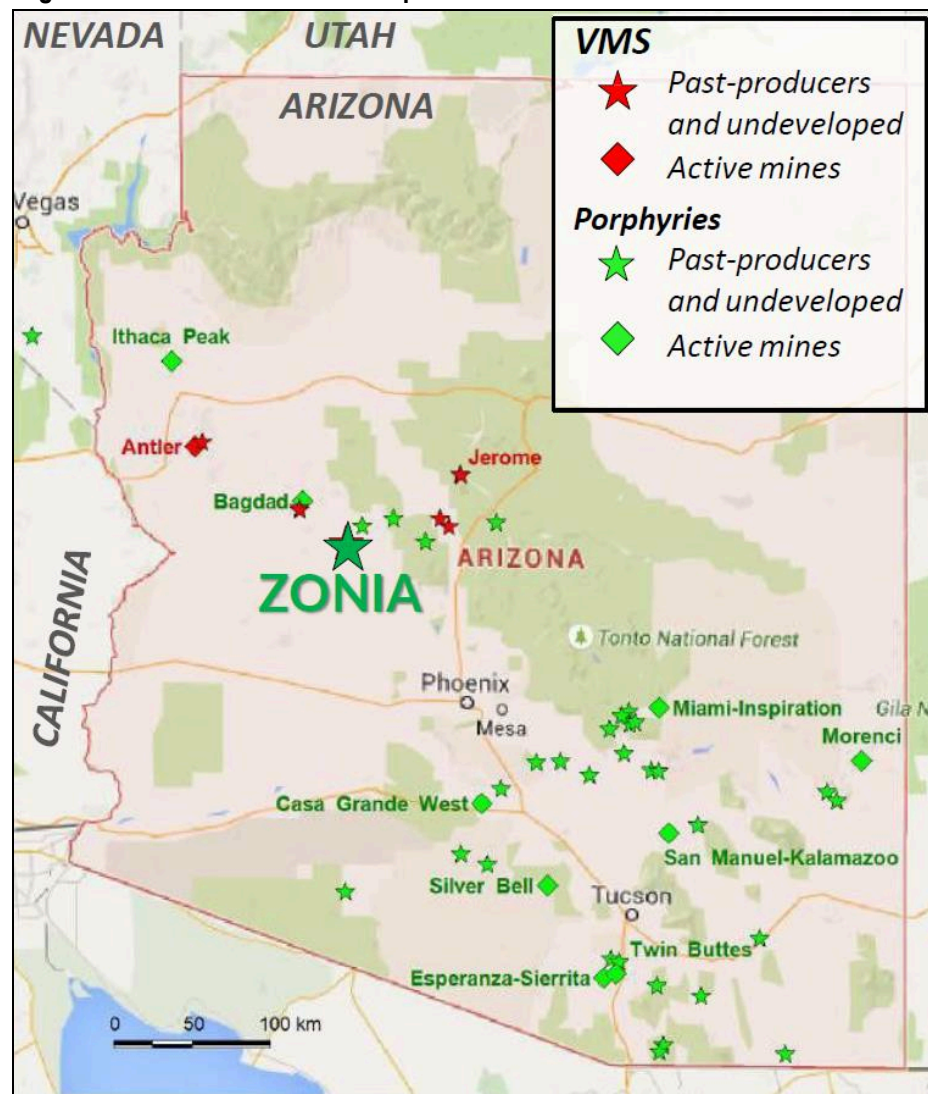 NEVADA
UTAH
ARIZONA
VMS
Past-producers
and undeveloped
Active mines
Porphyries
Past-producers
and undeveloped
Active mines
Vegas
Ithaca Peak
Antler
Jerome
Bagdad
ARIZONA
ZONIA
CALIFORNIA
Tonto National Forest
Phoenix
Mesa
Miami-Inspiration
Gila N
Morenci
Casa Grande West
San Manuel-Kalamazoo
Silver Bell
Tucson
Twin Buttes
Esperanza-Sierrita
0 50 100 km